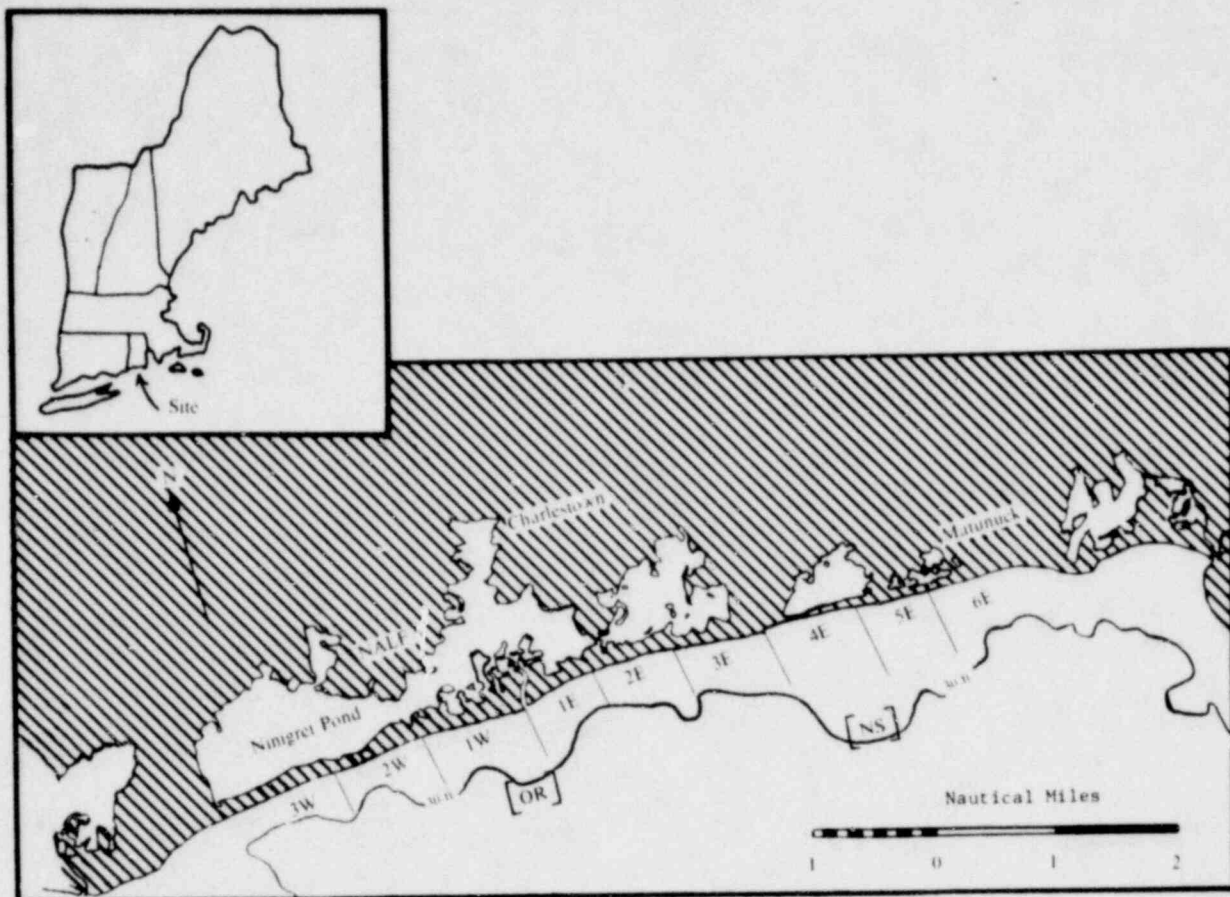 Site
Charlestown
Matunuck
NALF
Ninigret Pond
3W
2W
1W
1E
2E
3E
4E
5E
6E
[OR]
[NS]
Nautical Miles
1 0 1 2